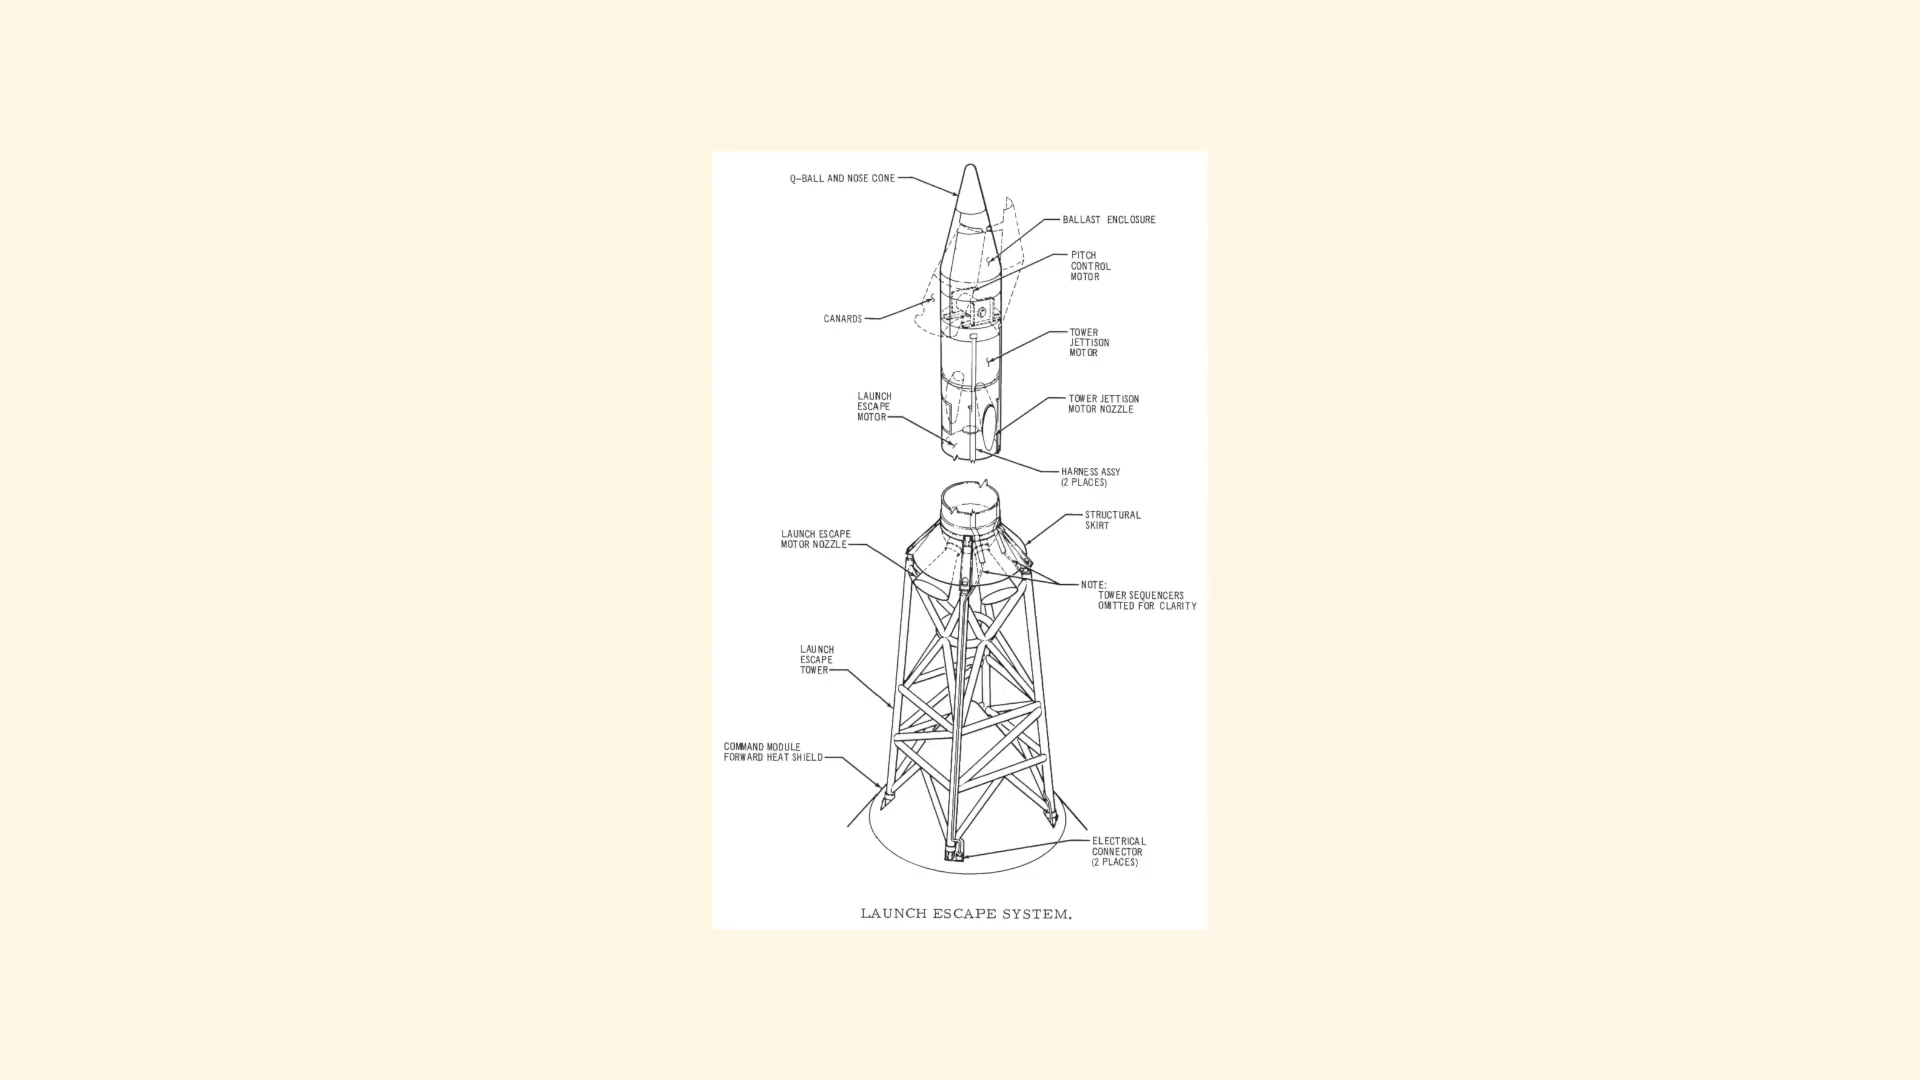 Q-BALL AND NOSE CONE
BALLAST ENCLOSURE
PITCH
CONTROL
MOTOR
CANARDS
TOWER
JETTISON
MOTOR
LAUNCH
ESCAPE
MOTOR
TOWER JETTISON
MOTOR NOZZLE
HARNESS ASSY
(2 PLACES)
STRUCTURAL
SKIRT
LAUNCH ESCAPE
MOTOR NOZZLE
NOTE:
TOWER SEQUENCERS
OMITTED FOR CLARITY
LAUNCH
ESCAPE
TOWER
COMMAND MODULE
FORWARD HEAT SHIELD
ELECTRICAL
CONNECTOR
(2 PLACES)
LAUNCH ESCAPE SYSTEM.